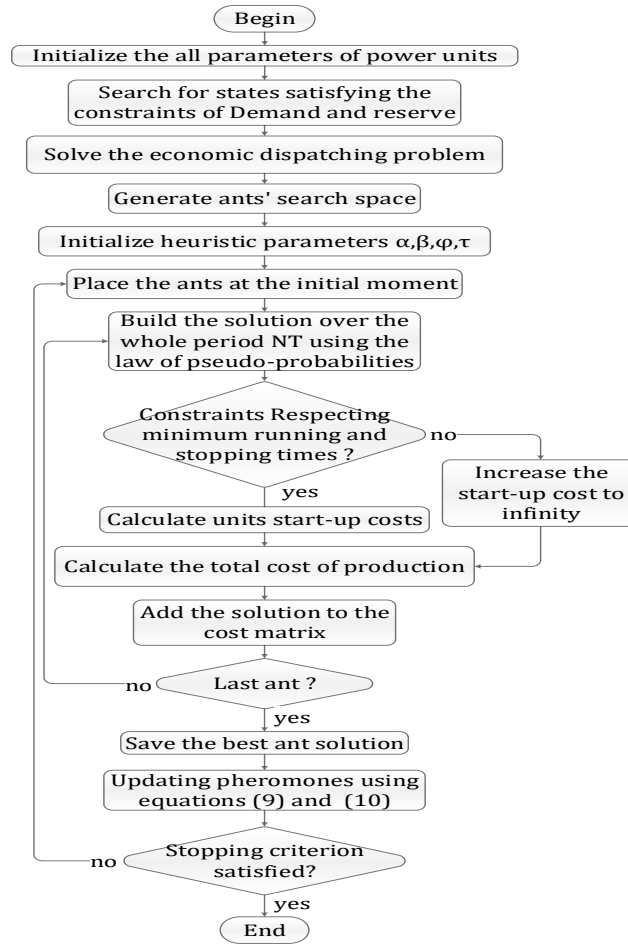 Begin
Initialize the all parameters of power units
Search for states satisfying the
constraints of Demand and reserve
Solve the economic dispatching problem
Generate ants' search space
Initialize heuristic parameters α,β,φ,τ
Place the ants at the initial moment
Build the solution over the
whole period NT using the
law of pseudo-probabilities
Constraints Respecting
minimum running and
stopping times ?
no
Increase the
start-up cost to
infinity
yes
Calculate units start-up costs
Calculate the total cost of production
Add the solution to the
cost matrix
Last ant ?
no
yes
Save the best ant solution
Updating pheromones using
equations (9) and (10)
Stopping criterion
satisfied?
no
yes
End